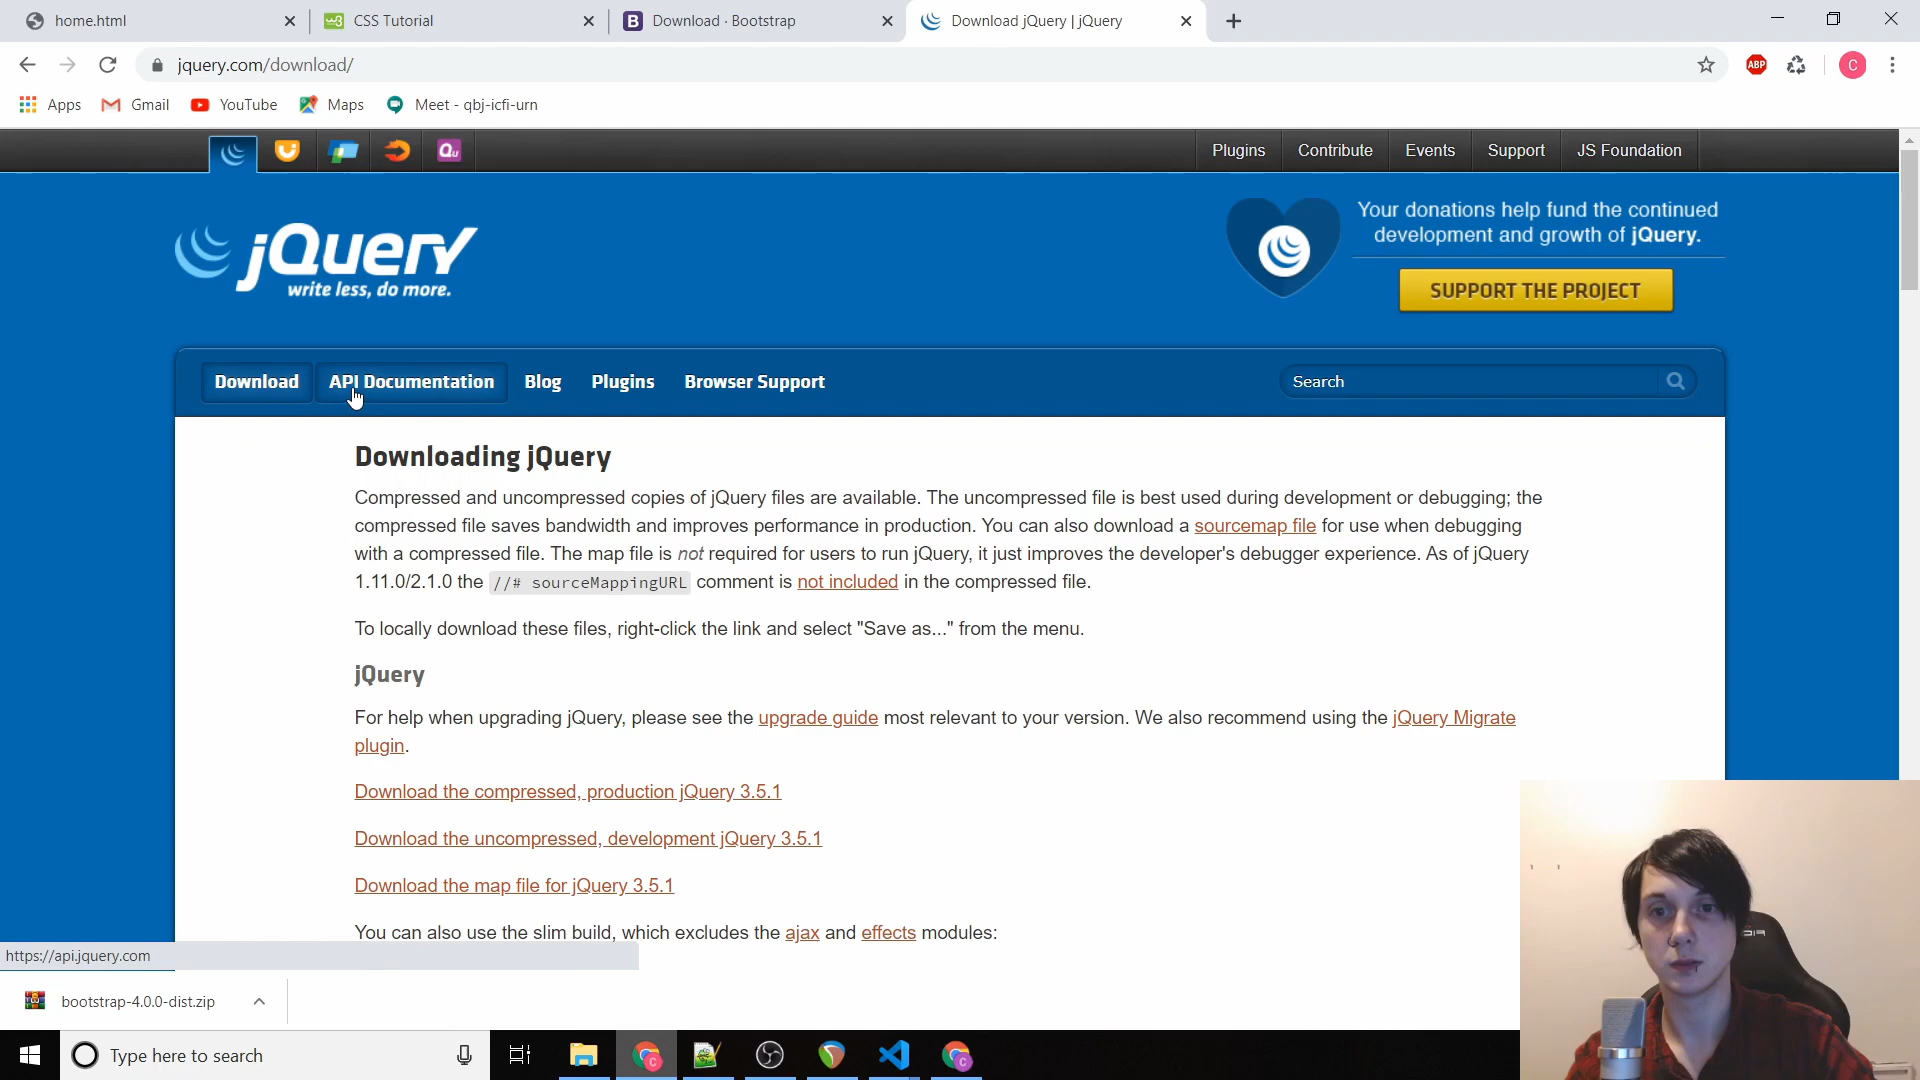 home.html
CSS Tutorial
B Download · Bootstrap
Download jQuery | jQuery
jquery.com/download/
ABP
C
Apps Gmail YouTube Maps Meet - qbj-icfi-urn
Qu
Plugins Contribute Events Support JS Foundation
jQuery
write less, do more.
Your donations help fund the continued
development and growth of jQuery.
SUPPORT THE PROJECT
Download API Documentation Blog Plugins Browser Support Search
Downloading jQuery
Compressed and uncompressed copies of jQuery files are available. The uncompressed file is best used during development or debugging; the
compressed file saves bandwidth and improves performance in production. You can also download a sourcemap file for use when debugging
with a compressed file. The map file is not required for users to run jQuery, it just improves the developer's debugger experience. As of jQuery
1.11.0/2.1.0 the //# sourceMappingURL comment is not included in the compressed file.
To locally download these files, right-click the link and select "Save as..." from the menu.
jQuery
For help when upgrading jQuery, please see the upgrade guide most relevant to your version. We also recommend using the jQuery Migrate
plugin.
Download the compressed, production jQuery 3.5.1
Download the uncompressed, development jQuery 3.5.1
Download the map file for jQuery 3.5.1
You can also use the slim build, which excludes the ajax and effects modules:
https://api.jquery.com
bootstrap-4.0.0-dist.zip
Type here to search